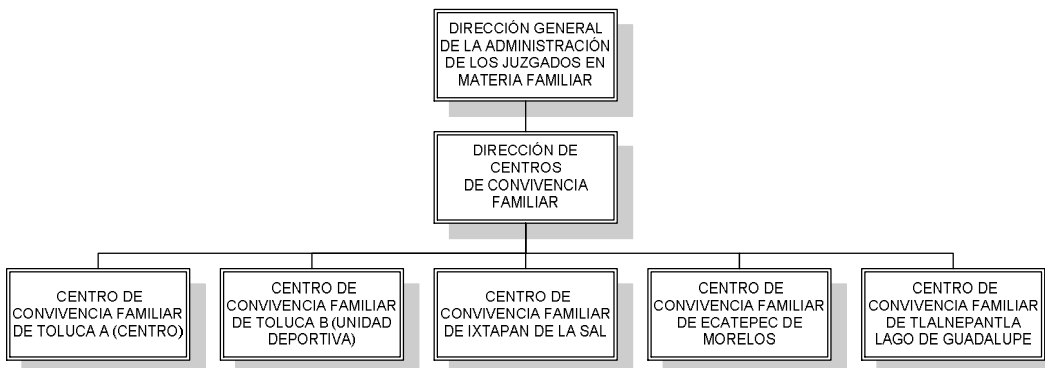 DIRECCIÓN GENERAL
DE LA ADMINISTRACIÓN
DE LOS JUZGADOS EN
MATERIA FAMILIAR
DIRECCIÓN DE
CENTROS
DE CONVIVENCIA
FAMILIAR
CENTRO DE
CONVIVENCIA FAMILIAR
DE TOLUCA A (CENTRO)
CENTRO DE
CONVIVENCIA FAMILIAR
DE TOLUCA B (UNIDAD
DEPORTIVA)
CENTRO DE
CONVIVENCIA FAMILIAR
DE IXTAPAN DE LA SAL
CENTRO DE
CONVIVENCIA FAMILIAR
DE ECATEPEC DE
MORELOS
CENTRO DE
CONVIVENCIA FAMILIAR
DE TLALNEPANTLA
LAGO DE GUADALUPE